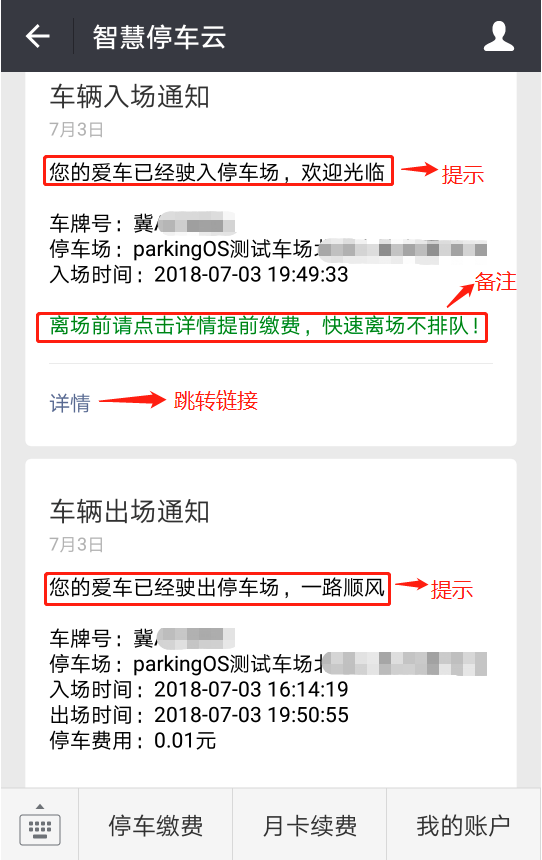 智慧停车云
车辆入场通知
7月3日
您的爱车已经驶入停车场，欢迎光临
提示
车牌号：冀
停车场：parkingOS测试车场
入场时间：2018-07-03 19:49:33
备注
离场前请点击详情提前缴费，快速离场不排队！
详情
跳转链接
车辆出场通知
7月3日
您的爱车已经驶出停车场，一路顺风
提示
车牌号：冀
停车场：parkingOS测试车场
入场时间：2018-07-03 16:14:19
出场时间：2018-07-03 19:50:55
停车费用：0.01元
停车缴费
月卡续费
我的账户